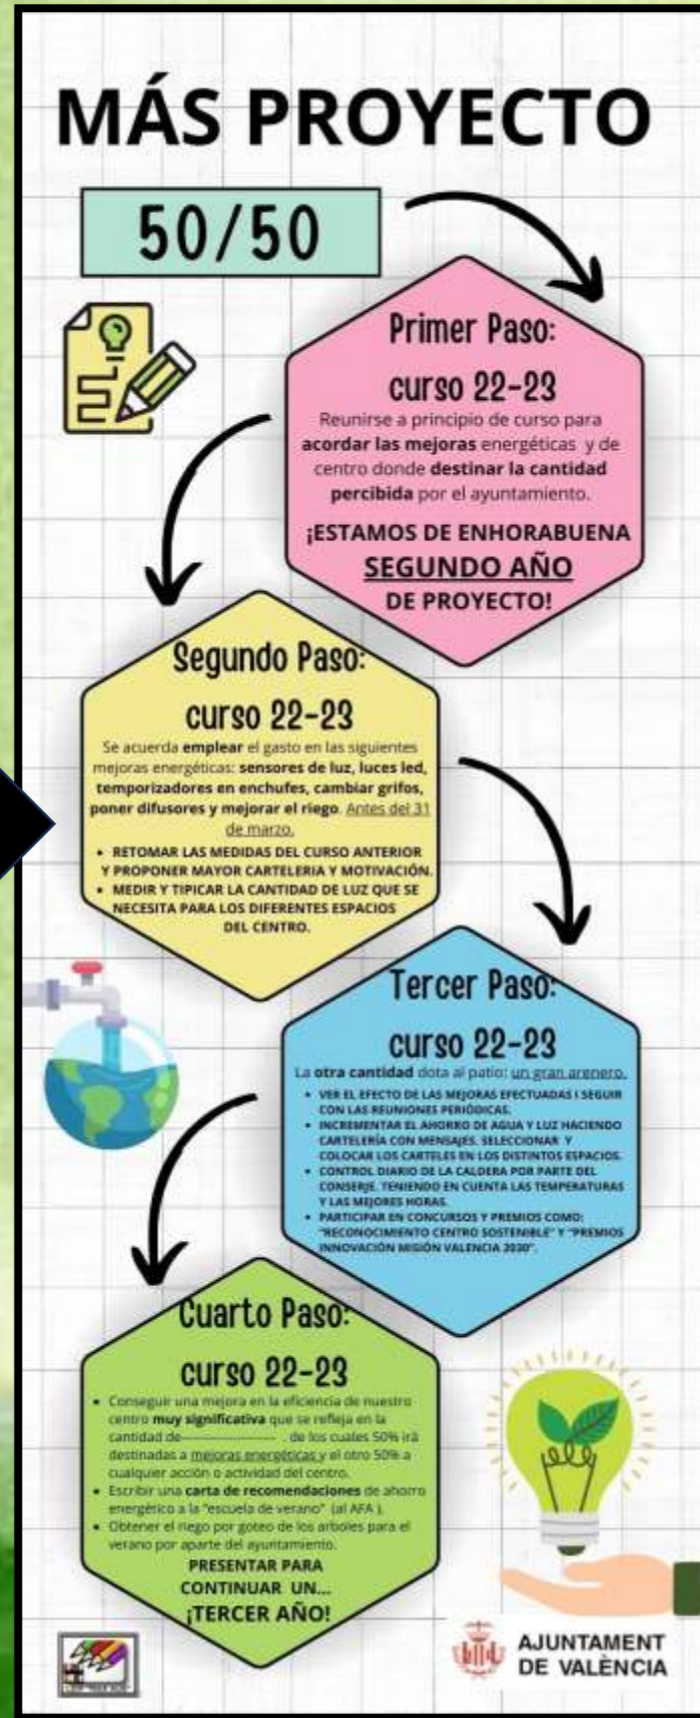 MÁS PROYECTO
50/50
Primer Paso:
curso 22-23
Reunirse a principio de curso para
acordar las mejoras energéticas y de
centro donde destinar la cantidad
percibida por el ayuntamiento.
¡ESTAMOS DE ENHORABUENA
SEGUNDO AÑO
DE PROYECTO!
Segundo Paso:
curso 22-23
Se acuerda emplear el gasto en las siguientes
mejoras energéticas: sensores de luz, luces led,
temporizadores en enchufes, cambiar grifos,
poner difusores y mejorar el riego. Antes del 31
de marzo.
• RETOMAR LAS MEDIDAS DEL CURSO ANTERIOR
Y PROPONER MAYOR CARTELERIA Y MOTIVACIÓN.
• MEDIR Y TIPICAR LA CANTIDAD DE LUZ QUE SE
NECESITA PARA LOS DIFERENTES ESPACIOS
DEL CENTRO.
Tercer Paso:
curso 22-23
La otra cantidad dota al patio: un gran arenero.
• VER EL EFECTO DE LAS MEJORAS EFECTUADAS I SEGUIR
CON LAS REUNIONES PERIÓDICAS.
• INCREMENTAR EL AHORRO DE AGUA Y LUZ HACIENDO
CARTELERÍA CON MENSAJES. SELECCIONAR Y
COLOCAR LOS CARTELES EN LOS DISTINTOS ESPACIOS.
• CONTROL DIARIO DE LA CALDERA POR PARTE DEL
CONSERJE. TENIENDO EN CUENTA LAS TEMPERATURAS
Y LAS MEJORES HORAS.
• PARTICIPAR EN CONCURSOS Y PREMIOS COMO:
"RECONOCIMIENTO CENTRO SOSTENIBLE" Y "PREMIOS
INNOVACIÓN MISIÓN VALENCIA 2030".
Cuarto Paso:
curso 22-23
• Conseguir una mejora en la eficiencia de nuestro
centro muy significativa que se refleja en la
cantidad de------------------- . de los cuales 50% irá
destinadas a mejoras energéticas y el otro 50% a
cualquier acción o actividad del centro.
• Escribir una carta de recomendaciones de ahorro
energético a la "escuela de verano" (al AFA ).
• Obtener el riego por goteo de los arboles para el
verano por aparte del ayuntamiento.
PRESENTAR PARA
CONTINUAR UN...
¡TERCER AÑO!
AJUNTAMENT
DE VALÈNCIA